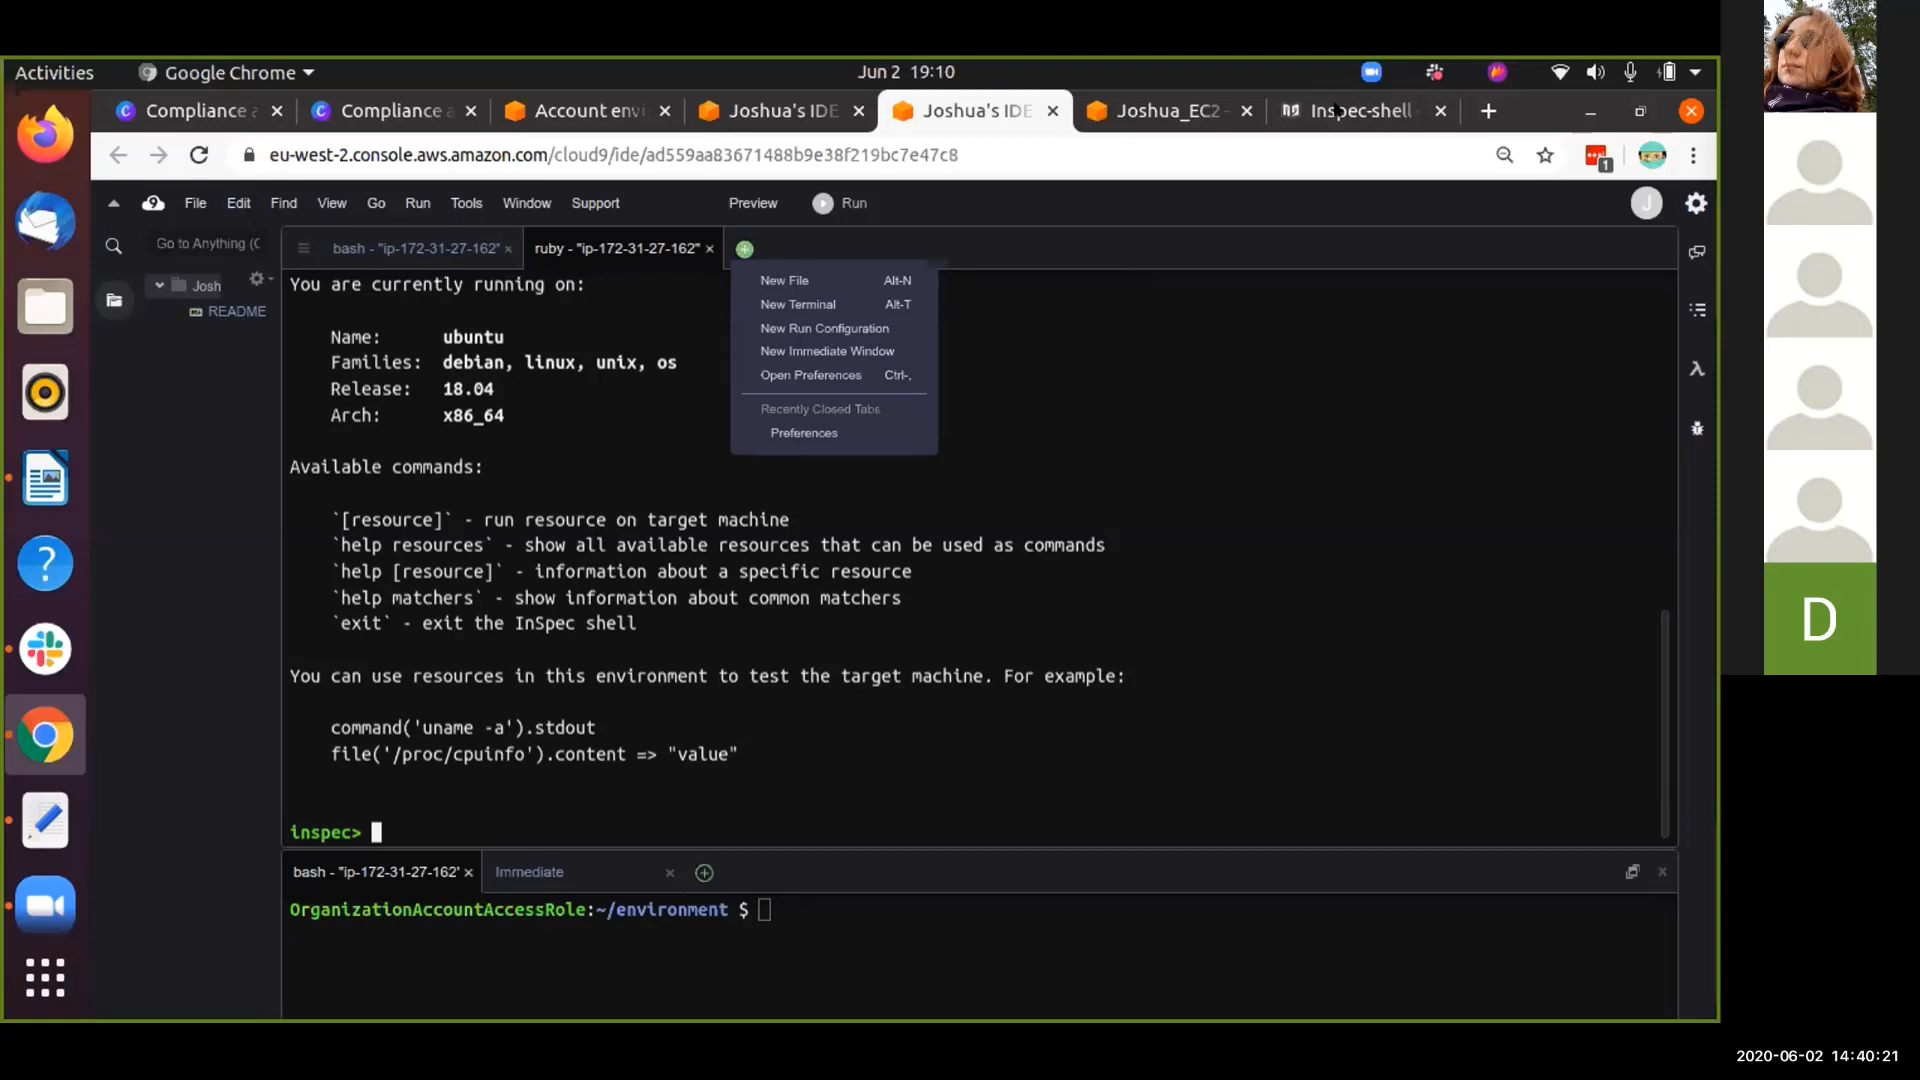 Activities
Google Chrome
Jun 2 19:10
Compliance a
Compliance a
Account envi
Joshua's IDE
Joshua's IDE
Joshua_EC2 -
Inspec-shell
eu-west-2.console.aws.amazon.com/cloud9/ide/ad559aa83671488b9e38f219bc7e47c8
1
9 File Edit Find View Go Run Tools Window Support Preview Run
J
Go to Anything (C
bash - "ip-172-31-27-162"
ruby - "ip-172-31-27-162"
Josh
README
New File Alt-N
New Terminal Alt-T
New Run Configuration
New Immediate Window
Open Preferences Ctrl-,
Recently Closed Tabs
Preferences
You are currently running on:
Name: ubuntu
Families: debian, linux, unix, os
Release: 18.04
Arch: x86_64
Available commands:
`[resource]` - run resource on target machine
`help resources` - show all available resources that can be used as commands
`help [resource]` - information about a specific resource
`help matchers` - show information about common matchers
`exit` - exit the InSpec shell
You can use resources in this environment to test the target machine. For example:
command('uname -a').stdout
file('/proc/cpuinfo').content => "value"
inspec>
bash - "ip-172-31-27-162'
Immediate
OrganizationAccountAccessRole:~/environment $
D
2020-06-02 14:40:21